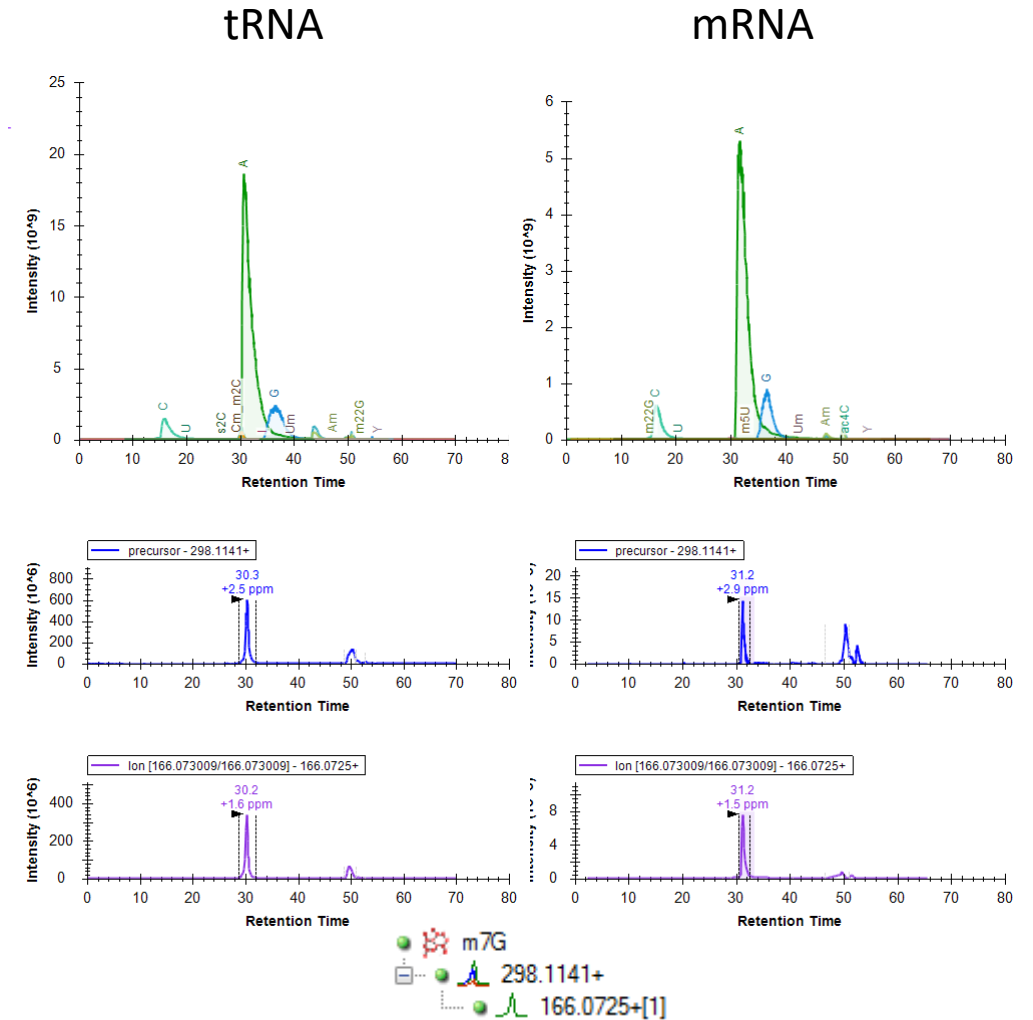 tRNA
mRNA
25
20
15
10
5
0
Intensity (10^9)
A
C
U
s2C
Cm
m2C
I
G
Um
Am
m22G
Y
0 10 20 30 40 50 60 70 8
Retention Time
6
5
4
3
2
1
0
Intensity (10^9)
A
m22G
C
U
m5U
G
Um
Am
ac4C
Y
0 10 20 30 40 50 60 70 80
Retention Time
precursor - 298.1141+
30.3
+2.5 ppm
800
600
400
200
0
Intensity (10^6)
0 10 20 30 40 50 60 70 80
Retention Time
precursor - 298.1141+
31.2
+2.9 ppm
20
15
10
5
0
0 10 20 30 40 50 60 70 80
Retention Time
Ion [166.073009/166.073009] - 166.0725+
30.2
+1.6 ppm
400
200
0
Intensity (10^6)
0 10 20 30 40 50 60 70 80
Retention Time
Ion [166.073009/166.073009] - 166.0725+
31.2
+1.5 ppm
8
4
0
0 10 20 30 40 50 60 70 80
Retention Time
m7G
298.1141+
166.0725+[1]